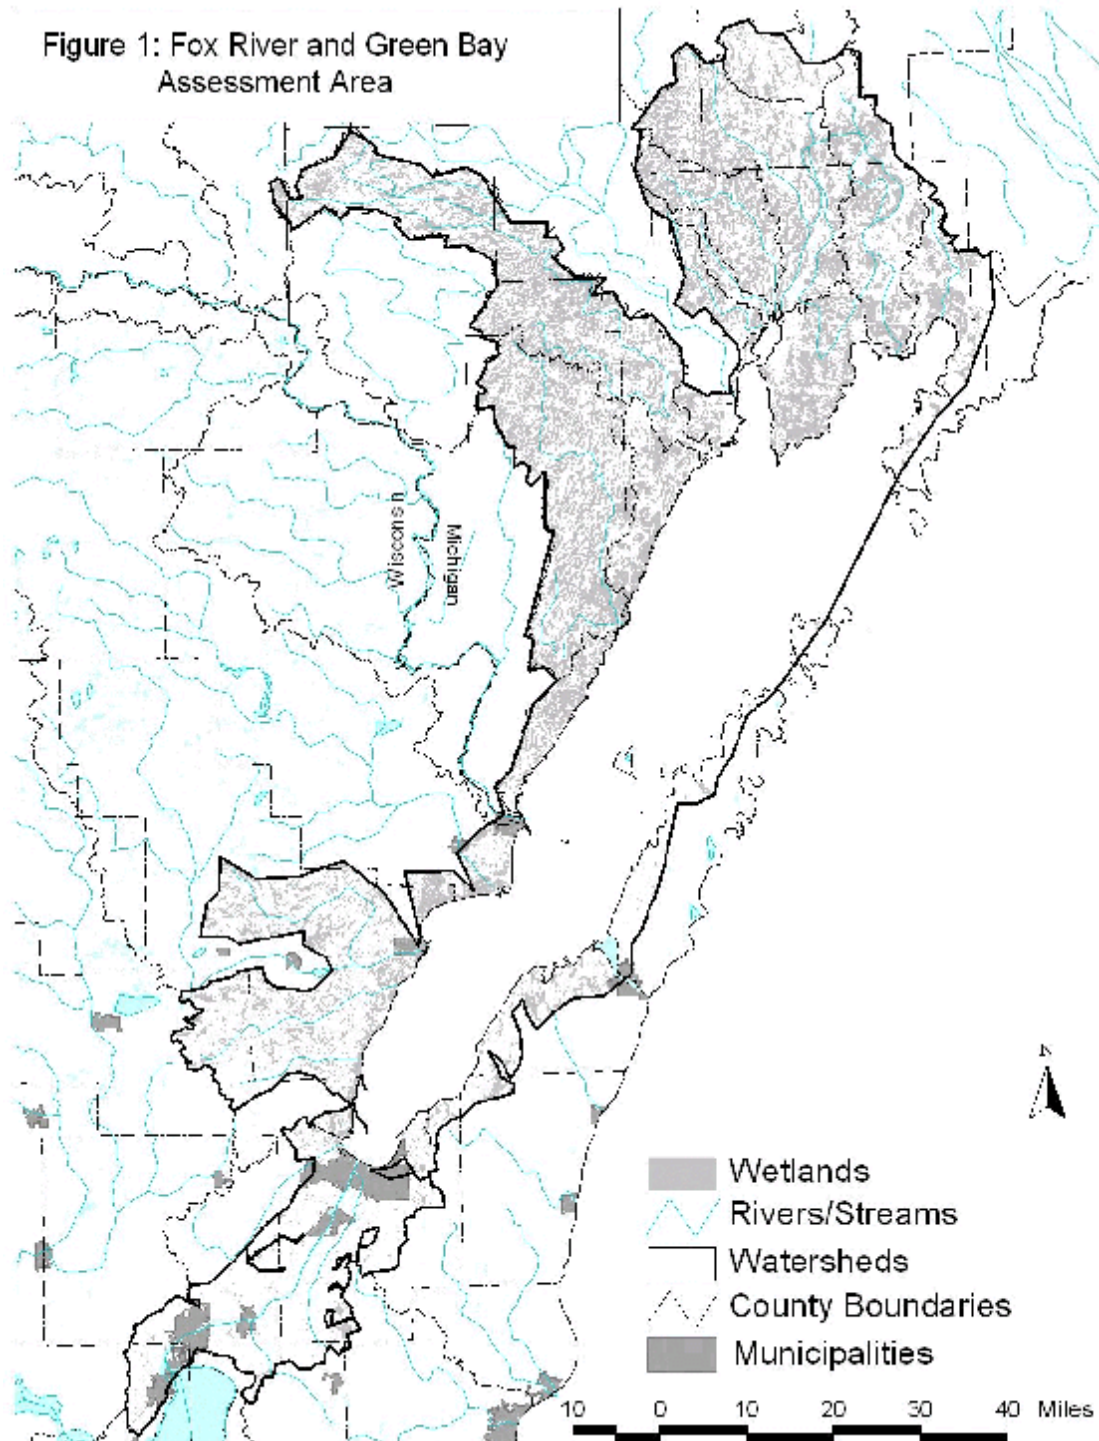 Figure 1: Fox River and Green Bay
Assessment Area
Wisconsin
Michigan
N
Wetlands
Rivers/Streams
Watersheds
County Boundaries
Municipalities
10 0 10 20 30 40 Miles